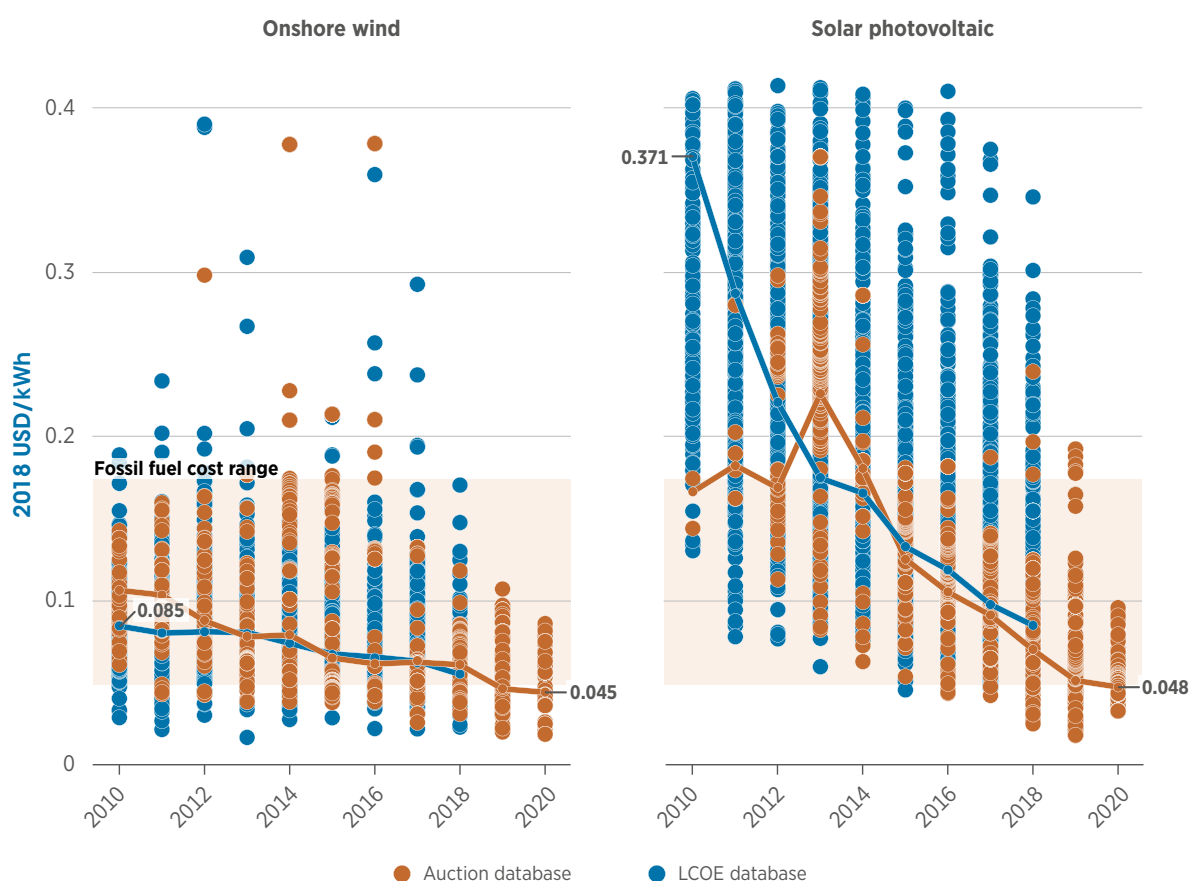 Onshore wind
Solar photovoltaic
2018 USD/kWh
0.4
0.3
0.2
0.1
0
Fossil fuel cost range
0.085
0.045
0.371
0.048
2010 2012 2014 2016 2018 2020
2010 2012 2014 2016 2018 2020
Auction database
LCOE database